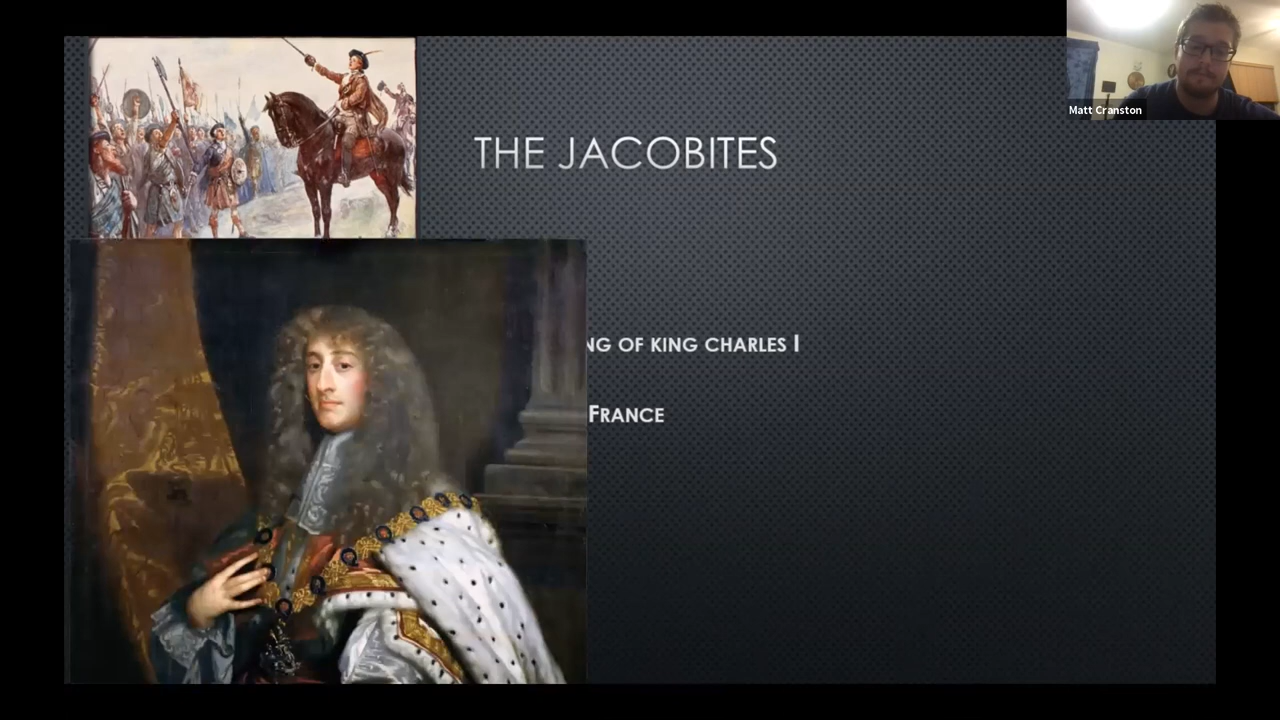 Matt Cranston
THE JACOBITES
NG OF KING CHARLES I
FRANCE